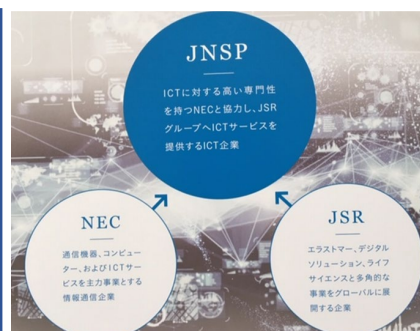 JNSP
ICTに対する高い専門性
を持つNECと協力し、JSR
グループへICTサービスを
提供するICT企業
NEC
通信機器、コンピュー
ター、およびICTサー
ビスを主力事業とする
情報通信企業
JSR
エラストマー、デジタル
ソリューション、ライフ
サイエンスと多角的な
事業をグローバルに展
開する企業